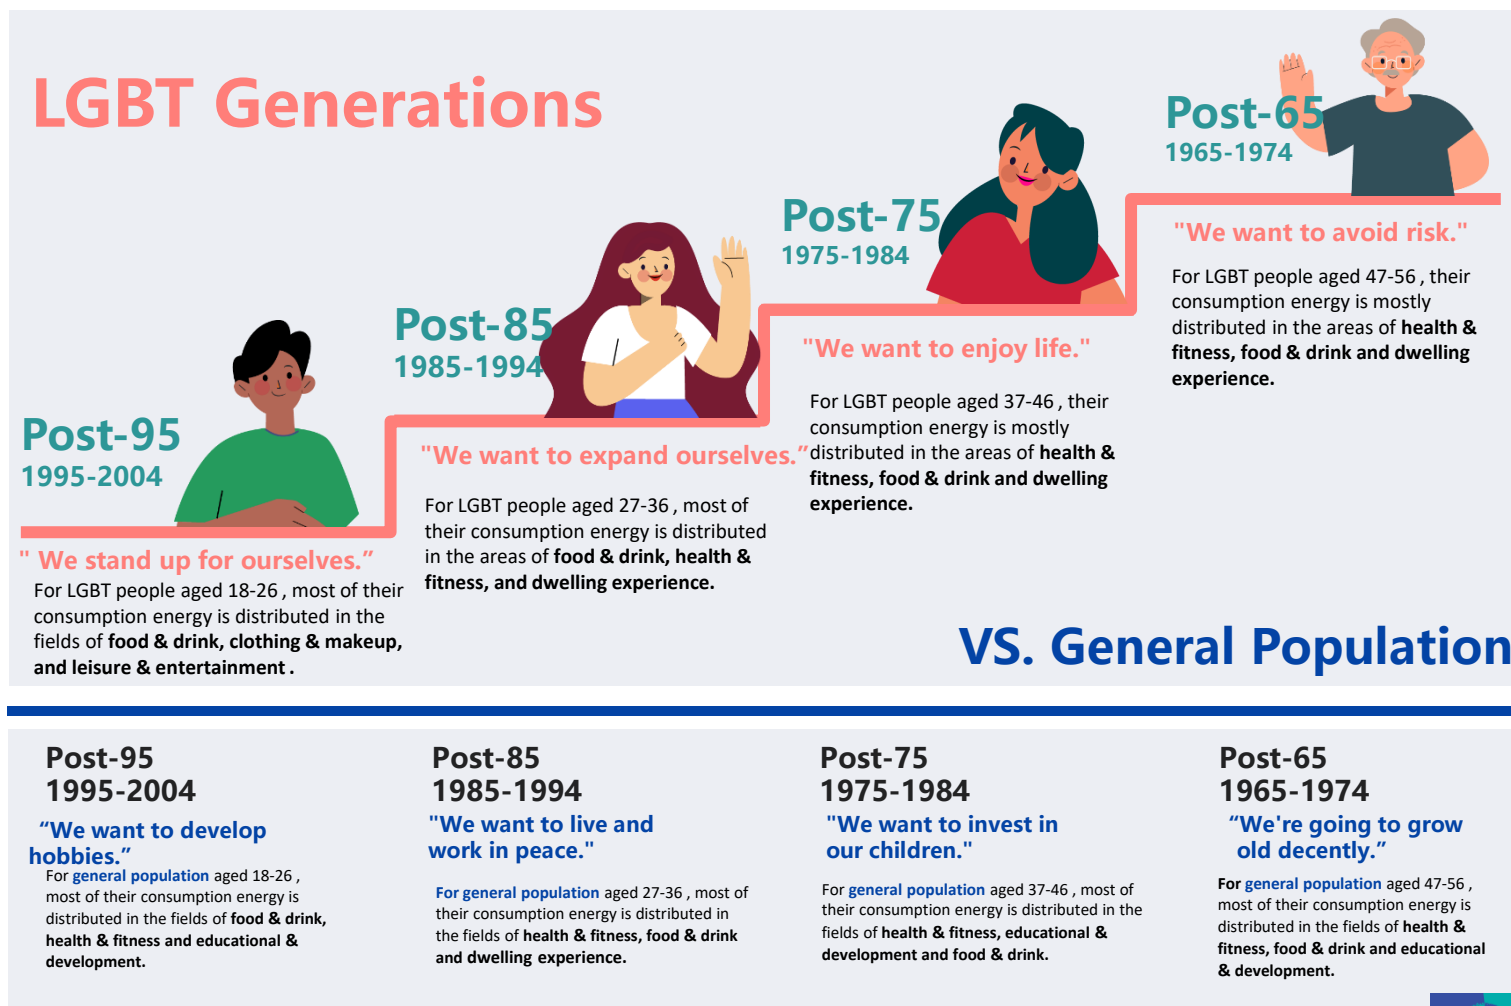 LGBT Generations
Post-65
1965-1974
"We want to avoid risk."
For LGBT people aged 47-56 , their
consumption energy is mostly
distributed in the areas of health &
fitness, food & drink and dwelling
experience.
Post-75
1975-1984
"We want to enjoy life."
For LGBT people aged 37-46 , their
consumption energy is mostly
distributed in the areas of health &
fitness, food & drink and dwelling
experience.
Post-85
1985-1994
"We want to expand ourselves.”
For LGBT people aged 27-36 , most of
their consumption energy is distributed
in the areas of food & drink, health &
fitness, and dwelling experience.
Post-95
1995-2004
" We stand up for ourselves.”
For LGBT people aged 18-26 , most of their
consumption energy is distributed in the
fields of food & drink, clothing & makeup,
and leisure & entertainment .
VS. General Population
Post-95
1995-2004
“We want to develop
hobbies.”
For general population aged 18-26 ,
most of their consumption energy is
distributed in the fields of food & drink,
health & fitness and educational &
development.
Post-85
1985-1994
"We want to live and
work in peace."
For general population aged 27-36 , most of
their consumption energy is distributed in
the fields of health & fitness, food & drink
and dwelling experience.
Post-75
1975-1984
"We want to invest in
our children."
For general population aged 37-46 , most of
their consumption energy is distributed in the
fields of health & fitness, educational &
development and food & drink.
Post-65
1965-1974
“We're going to grow
old decently.”
For general population aged 47-56 ,
most of their consumption energy is
distributed in the fields of health &
fitness, food & drink and educational
& development.